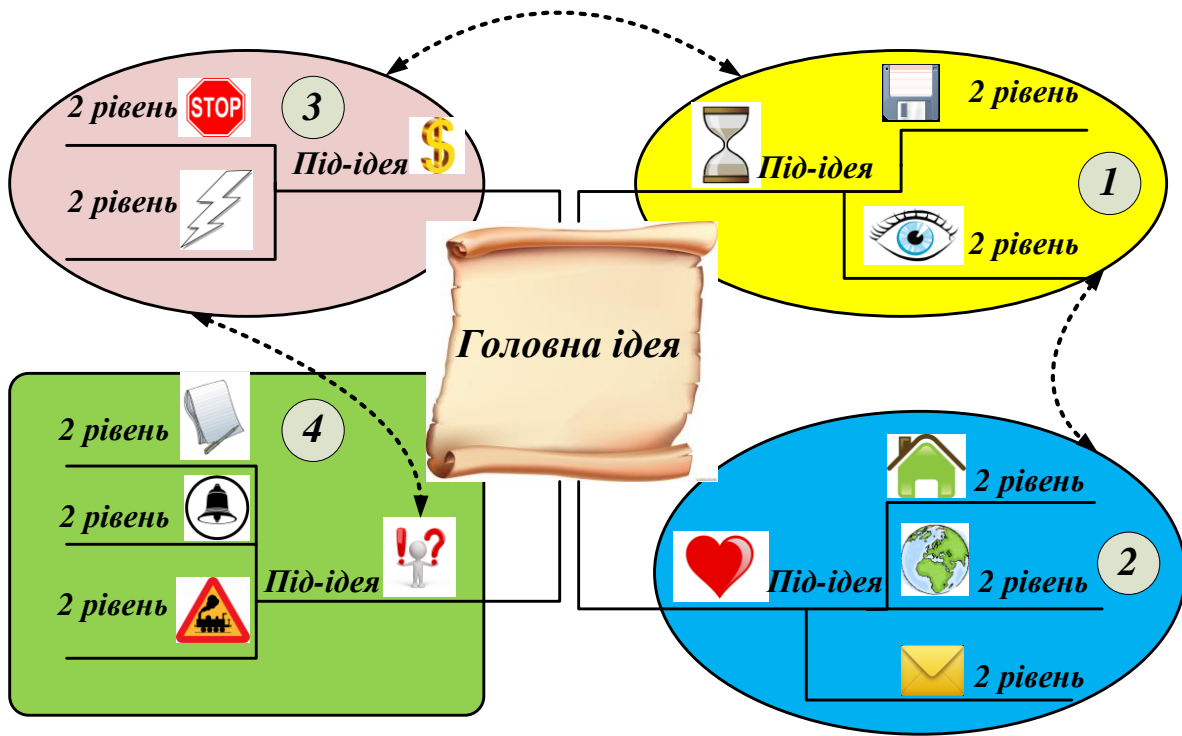 2 рівень
STOP
3
Під-ідея
$
2 рівень
2 рівень
Під-ідея
1
2 рівень
Головна ідея
2 рівень
4
2 рівень
!?
Під-ідея
2 рівень
2 рівень
Під-ідея
2
2 рівень
2 рівень